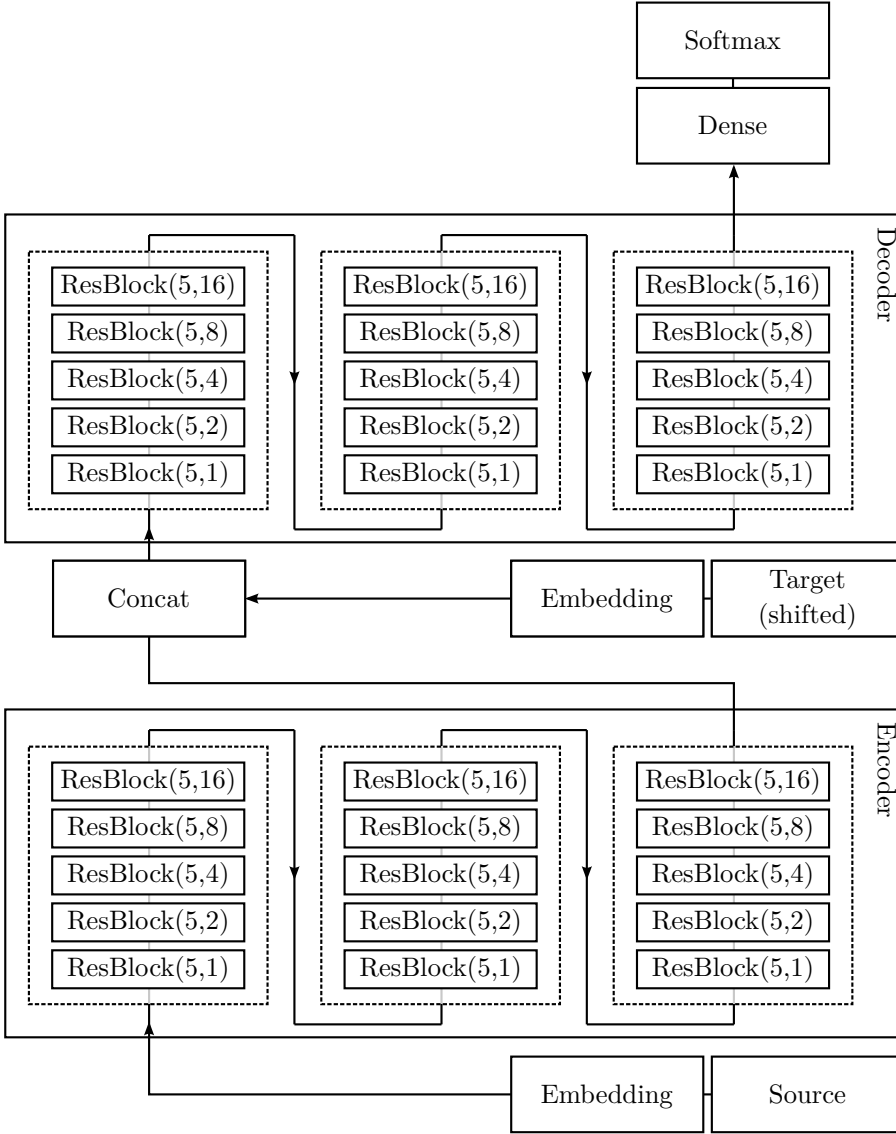 Softmax
Dense
Decoder
ResBlock(5,16)
ResBlock(5,8)
ResBlock(5,4)
ResBlock(5,2)
ResBlock(5,1)
ResBlock(5,16)
ResBlock(5,8)
ResBlock(5,4)
ResBlock(5,2)
ResBlock(5,1)
ResBlock(5,16)
ResBlock(5,8)
ResBlock(5,4)
ResBlock(5,2)
ResBlock(5,1)
Concat
Embedding
Target
(shifted)
Encoder
ResBlock(5,16)
ResBlock(5,8)
ResBlock(5,4)
ResBlock(5,2)
ResBlock(5,1)
ResBlock(5,16)
ResBlock(5,8)
ResBlock(5,4)
ResBlock(5,2)
ResBlock(5,1)
ResBlock(5,16)
ResBlock(5,8)
ResBlock(5,4)
ResBlock(5,2)
ResBlock(5,1)
Embedding
Source